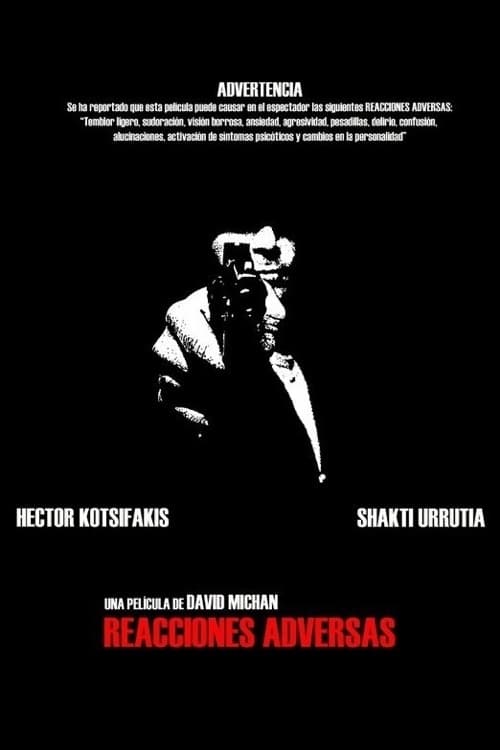 ADVERTENCIA
Se ha reportado que esta película puede causar en el espectador las siguientes REACCIONES ADVERSAS:
"Temblor ligero, sudoración, visión borrosa, ansiedad, agresividad, pesadillas, delirio, confusión,
alucinaciones, activación de síntomas psicóticos y cambios en la personalidad"
HECTOR KOTSIFAKIS
SHAKTI URRUTIA
UNA PELÍCULA DE DAVID MICHAN
REACCIONES ADVERSAS